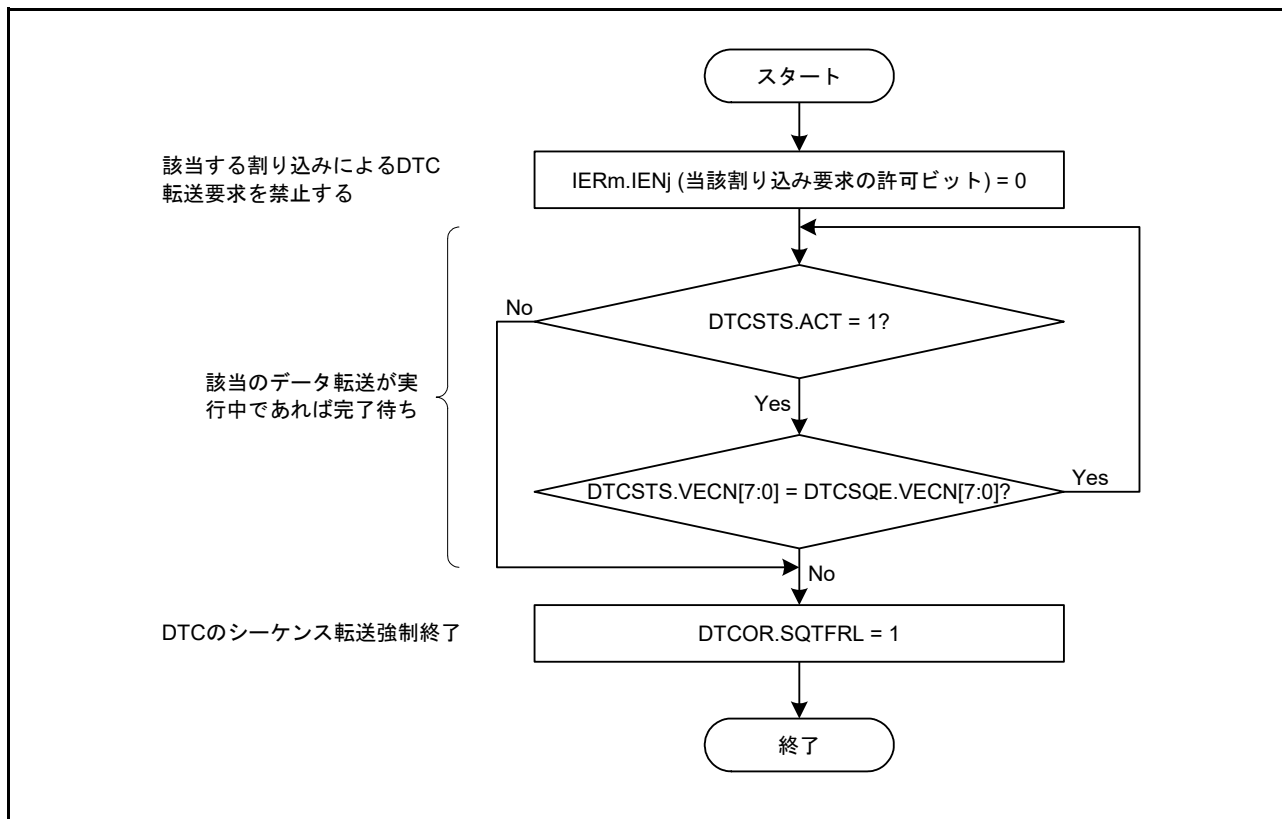 スタート
該当する割り込みによるDTC
転送要求を禁止する
IERm.IENj (当該割り込み要求の許可ビット) = 0
No
DTCSTS.ACT = 1?
該当のデータ転送が実
行中であれば完了待ち
Yes
DTCSTS.VECN[7:0] = DTCSQE.VECN[7:0]?
Yes
No
DTCのシーケンス転送強制終了
DTCOR.SQTFRL = 1
終了